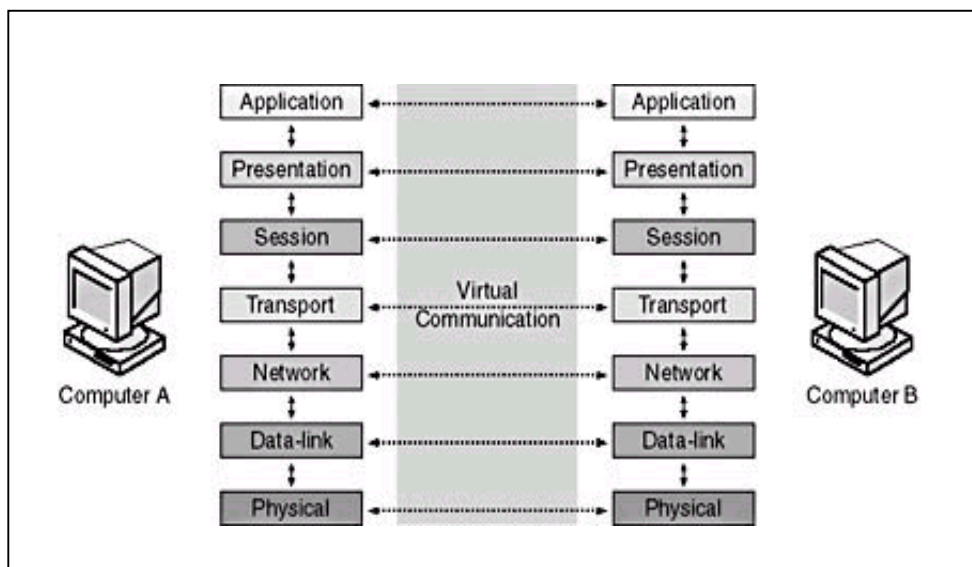 Application
Application
Presentation
Presentation
Session
Session
Transport
Virtual
Communication
Transport
Network
Network
Computer A
Computer B
Data-link
Data-link
Physical
Physical